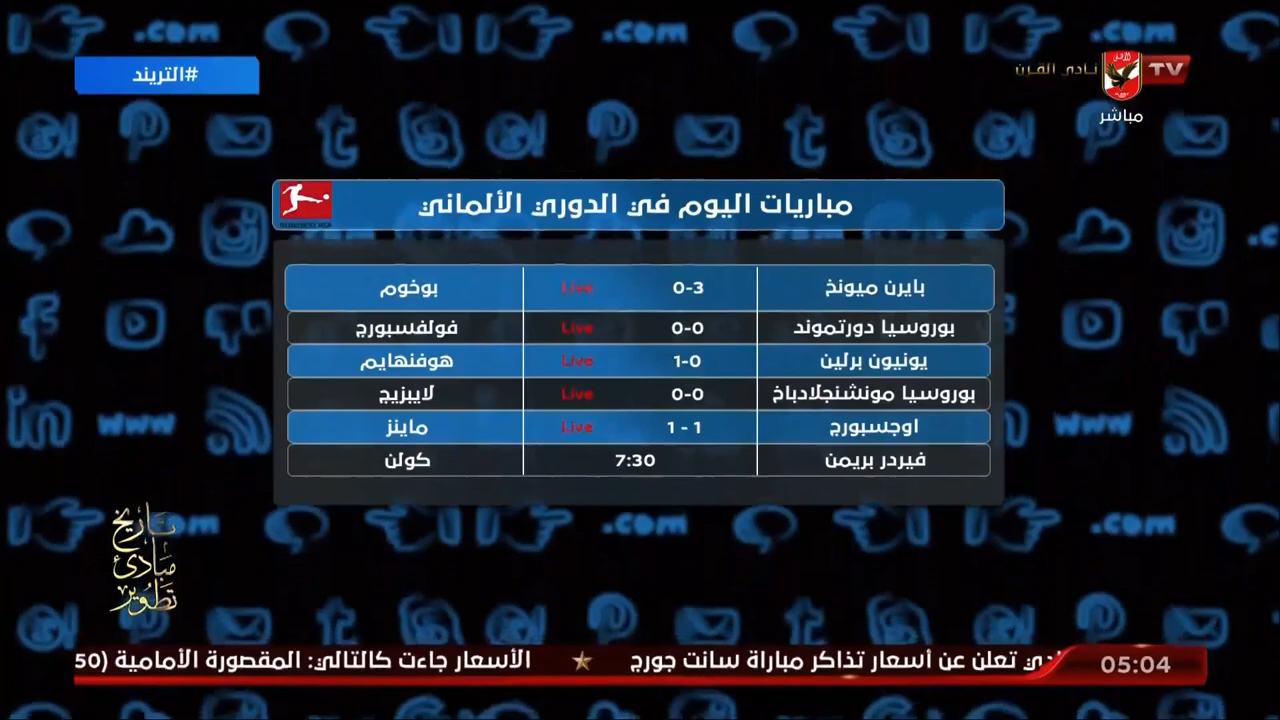 #التريند
نادي القرن
TV
مباشر
مباريات اليوم في الدوري الألماني
بايرن ميونخ 3-0 Live بوخوم
بوروسيا دورتموند 0-0 Live فولفسبورج
يونيون برلين 1-0 Live هوفنهايم
بوروسيا مونشنجلادباخ 0-0 Live لايبزيج
اوجسبورج 1 - 1 Live ماينز
فيردر بريمن 7:30 كولن
تاريخ
مبادئ
تطوير
05:04 تعلن عن أسعار تذاكر مباراة سانت جورج ★ الأسعار جاءت كالتالي: المقصورة الأمامية (50
.com
www